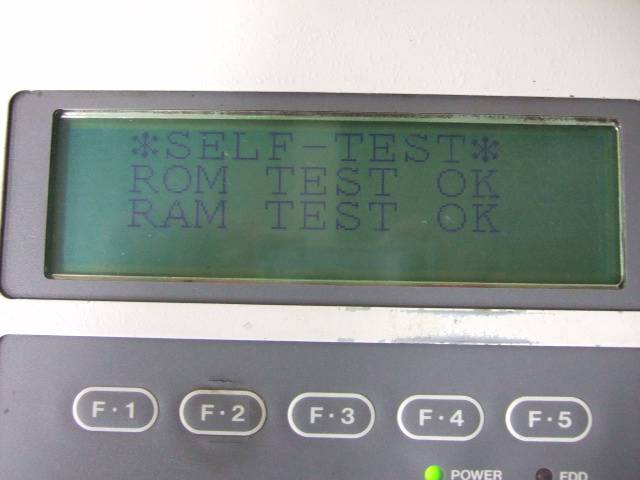 *SELF-TEST*
ROM TEST OK
RAM TEST OK
F·1 F·2 F·3 F·4 F·5
POWER FDD